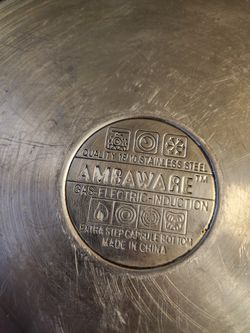 QUALITY 18/10 STAINLESS STEEL
AMBAWARE™
GAS-ELECTRIC-INDUCTION
EXTRA STEP CAPSULE BOTTOM
MADE IN CHINA